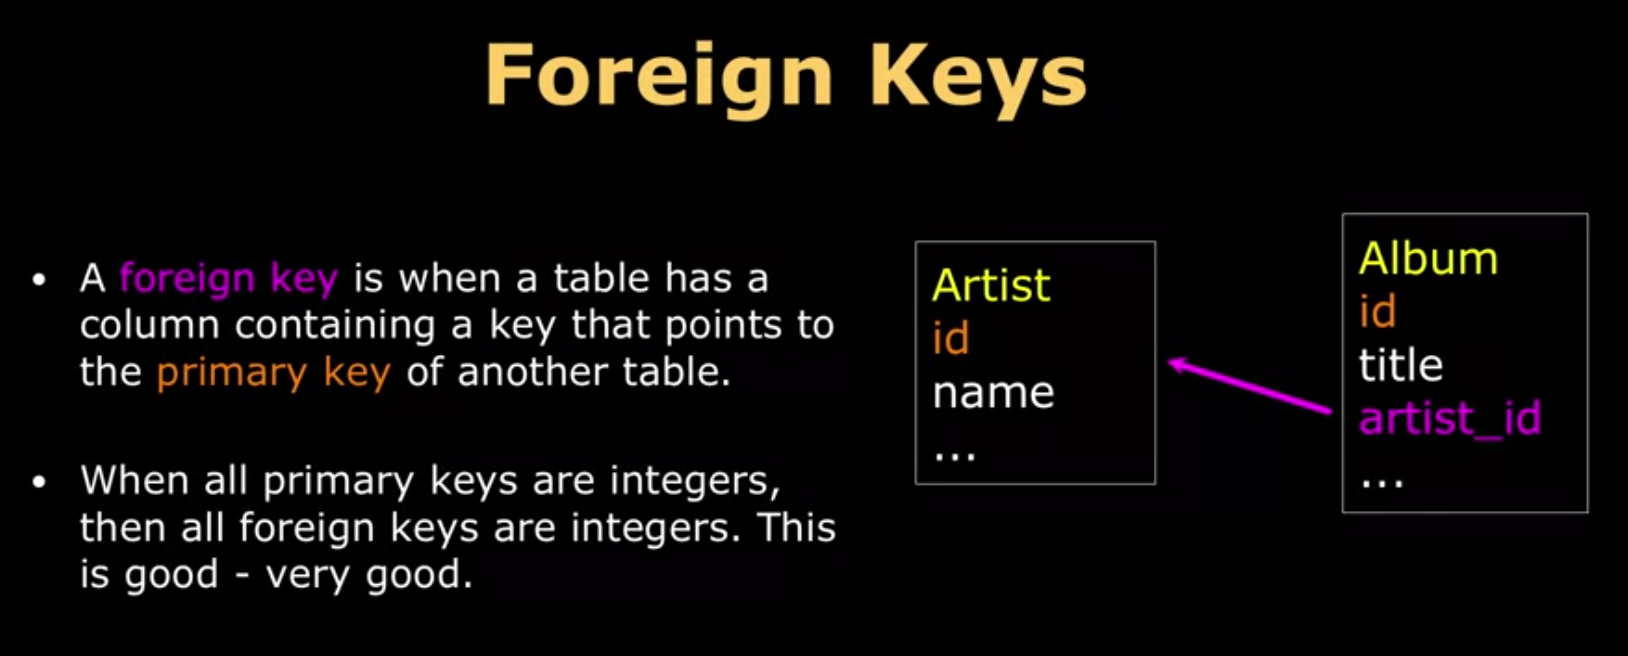 Foreign Keys
• A foreign key is when a table has a
column containing a key that points to
the primary key of another table.
• When all primary keys are integers,
then all foreign keys are integers. This
is good - very good.
Artist
id
name
...
Album
id
title
artist_id
...